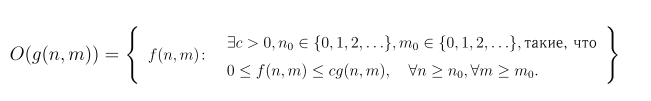 O(g(n, m)) = { f(n, m): ∃c > 0, n₀ ∈ {0, 1, 2, …}, m₀ ∈ {0, 1, 2, …}, такие, что
0 ≤ f(n, m) ≤ cg(n, m), ∀n ≥ n₀, ∀m ≥ m₀. }